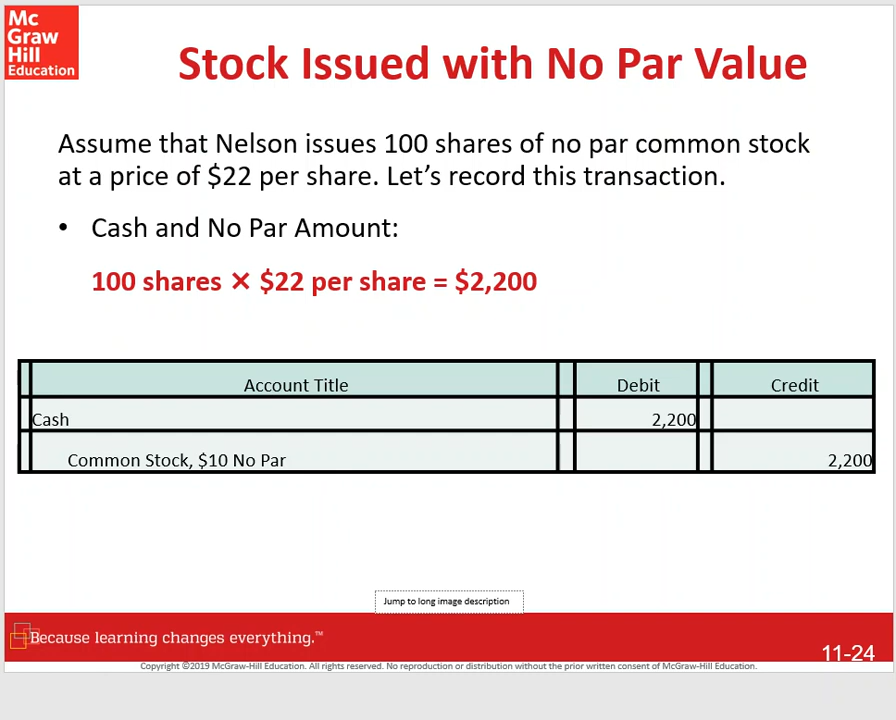 Mc
Graw
Hill
Education
Stock Issued with No Par Value
Assume that Nelson issues 100 shares of no par common stock
at a price of $22 per share. Let’s record this transaction.
• Cash and No Par Amount:
100 shares × $22 per share = $2,200
Account Title Debit Credit
Cash 2,200
Common Stock, $10 No Par 2,200
Jump to long image description
Because learning changes everything.™
11-24
Copyright ©2019 McGraw-Hill Education. All rights reserved. No reproduction or distribution without the prior written consent of McGraw-Hill Education.